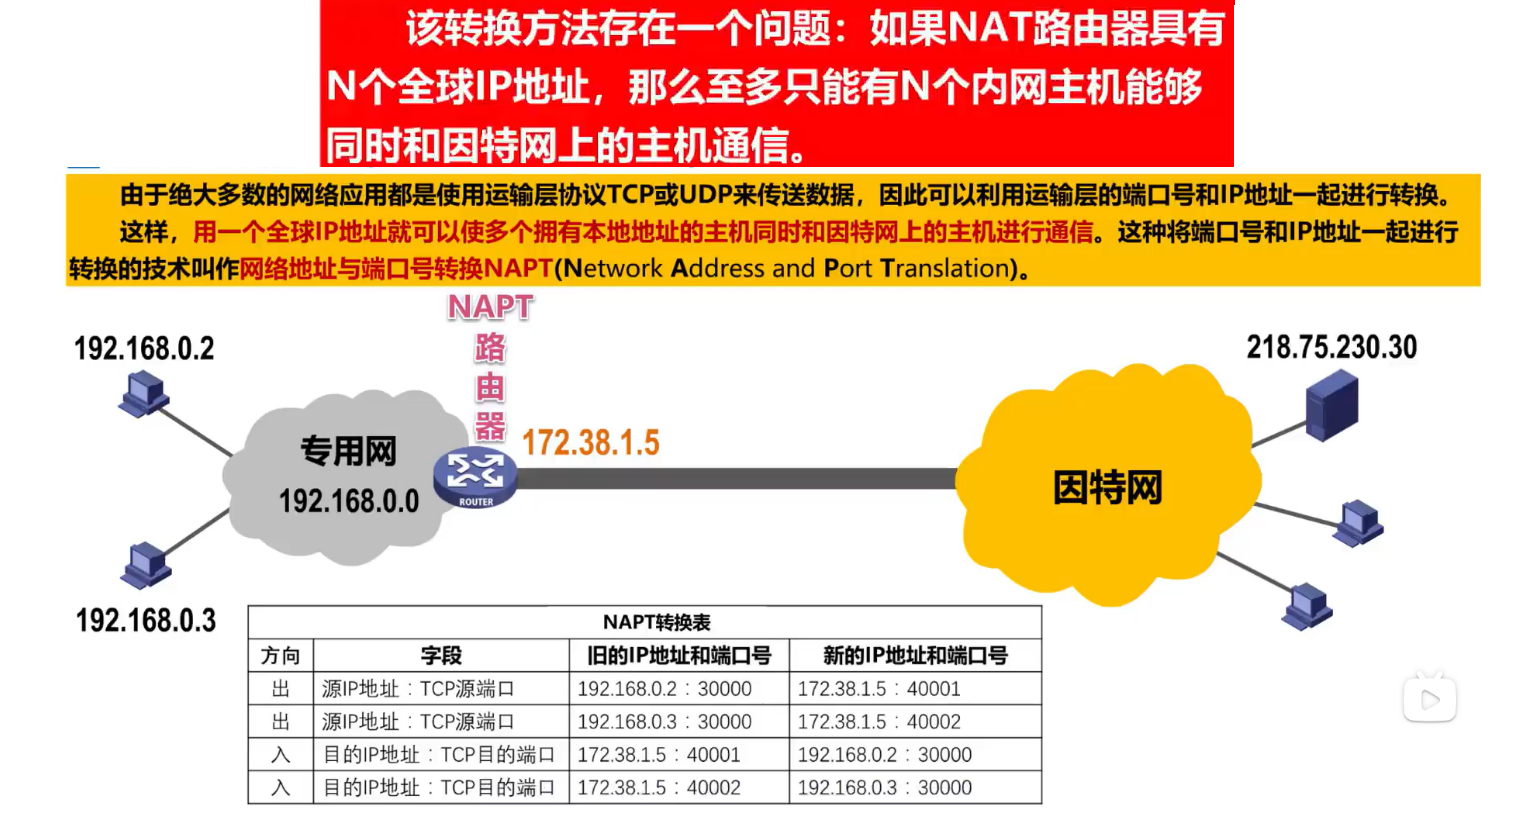 该转换方法存在一个问题：如果NAT路由器具有
N个全球IP地址，那么至多只能有N个内网主机能够
同时和因特网上的主机通信。
由于绝大多数的网络应用都是使用运输层协议TCP或UDP来传送数据，因此可以利用运输层的端口号和IP地址一起进行转换。
这样，用一个全球IP地址就可以使多个拥有本地地址的主机同时和因特网上的主机进行通信。这种将端口号和IP地址一起进行
转换的技术叫作网络地址与端口号转换NAPT(Network Address and Port Translation)。
NAPT
路
由
器
192.168.0.2
218.75.230.30
172.38.1.5
专用网
192.168.0.0
ROUTER
因特网
192.168.0.3
NAPT转换表
方向 字段 旧的IP地址和端口号 新的IP地址和端口号
出 源IP地址：TCP源端口 192.168.0.2：30000 172.38.1.5：40001
出 源IP地址：TCP源端口 192.168.0.3：30000 172.38.1.5：40002
入 目的IP地址：TCP目的端口 172.38.1.5：40001 192.168.0.2：30000
入 目的IP地址：TCP目的端口 172.38.1.5：40002 192.168.0.3：30000